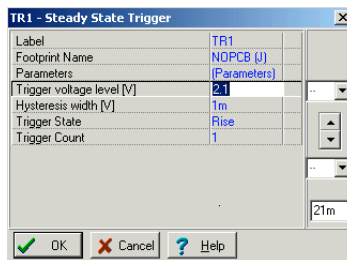 TR1 - Steady State Trigger
Label TR1
Footprint Name NOPCB (J)
Parameters (Parameters)
Trigger voltage level [V] 2.1
Hysteresis width [V] 1m
Trigger State Rise
Trigger Count 1
--
--
21m
OK Cancel ? Help